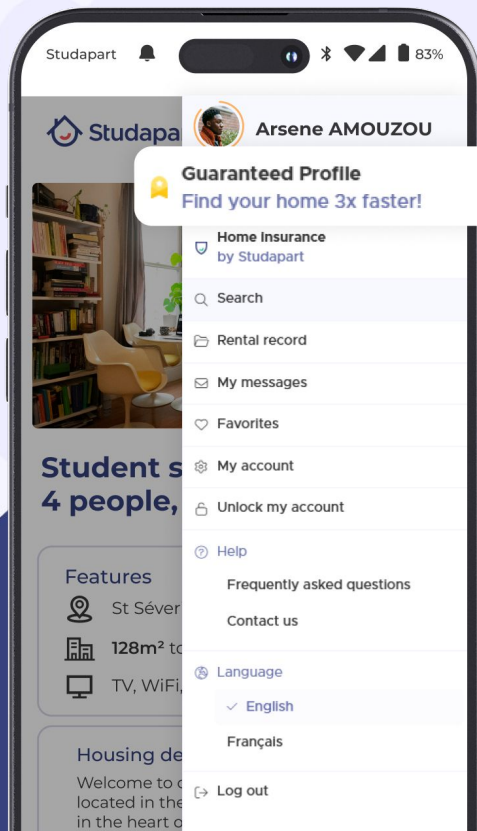 Studapart
83%
Studapa
Arsene AMOUZOU
Guaranteed Profile
Find your home 3x faster!
Home Insurance
by Studapart
Search
Rental record
My messages
Favorites
My account
Unlock my account
Help
Frequently asked questions
Contact us
Language
English
Français
Log out
Student s
4 people,
Features
St Séver
128m² to
TV, WiFi,
Housing de
Welcome to c
located in the
in the heart o